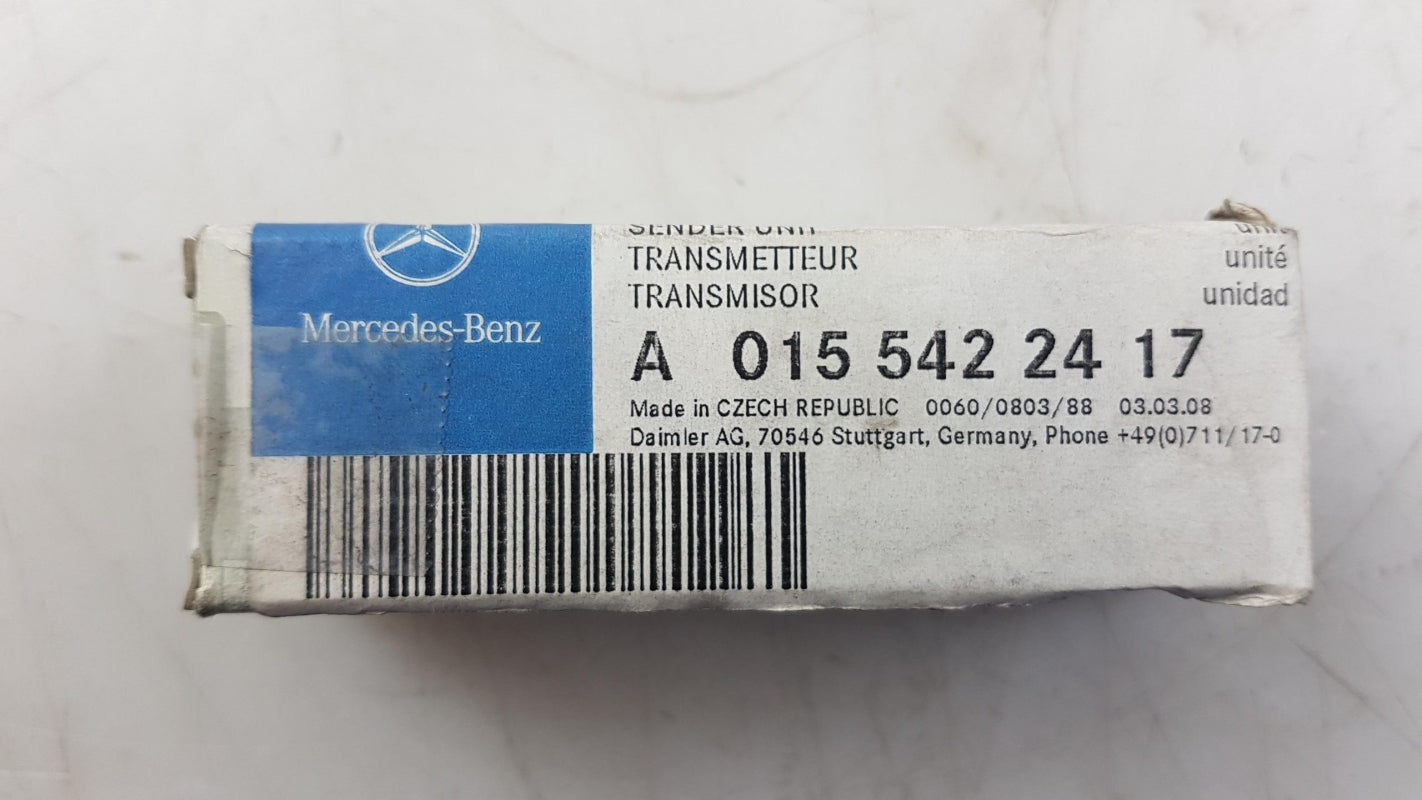 SENDER UNIT
unit
TRANSMETTEUR unité
TRANSMISOR unidad
Mercedes-Benz
A 015 542 24 17
Made in CZECH REPUBLIC 0060/0803/88 03.03.08
Daimler AG, 70546 Stuttgart, Germany, Phone +49(0)711/17-0